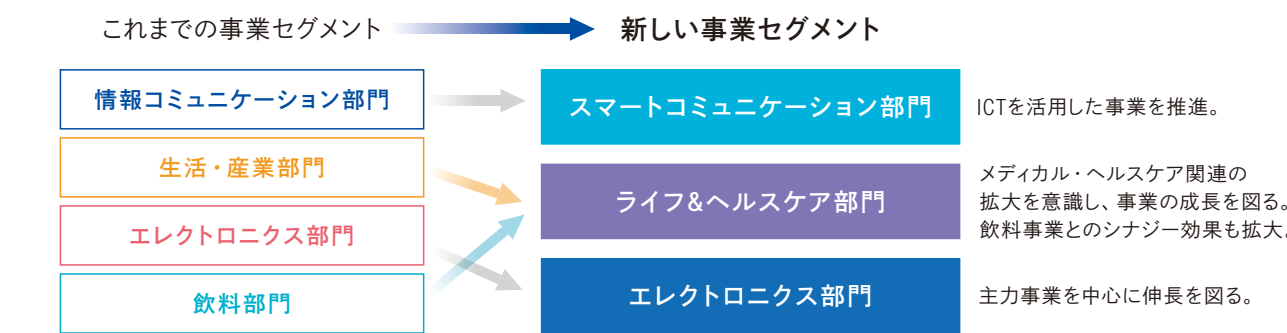 これまでの事業セグメント
新しい事業セグメント
情報コミュニケーション部門
生活・産業部門
エレクトロニクス部門
飲料部門
スマートコミュニケーション部門
ICTを活用した事業を推進。
ライフ&ヘルスケア部門
メディカル・ヘルスケア関連の
拡大を意識し、事業の成長を図る。
飲料事業とのシナジー効果も拡大。
エレクトロニクス部門
主力事業を中心に伸長を図る。